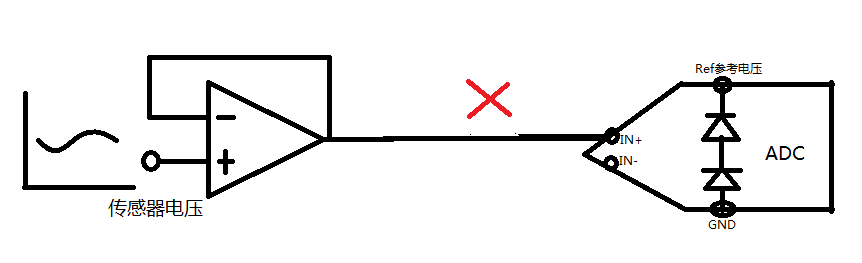 Ref参考电压
IN+
IN-
ADC
传感器电压
GND